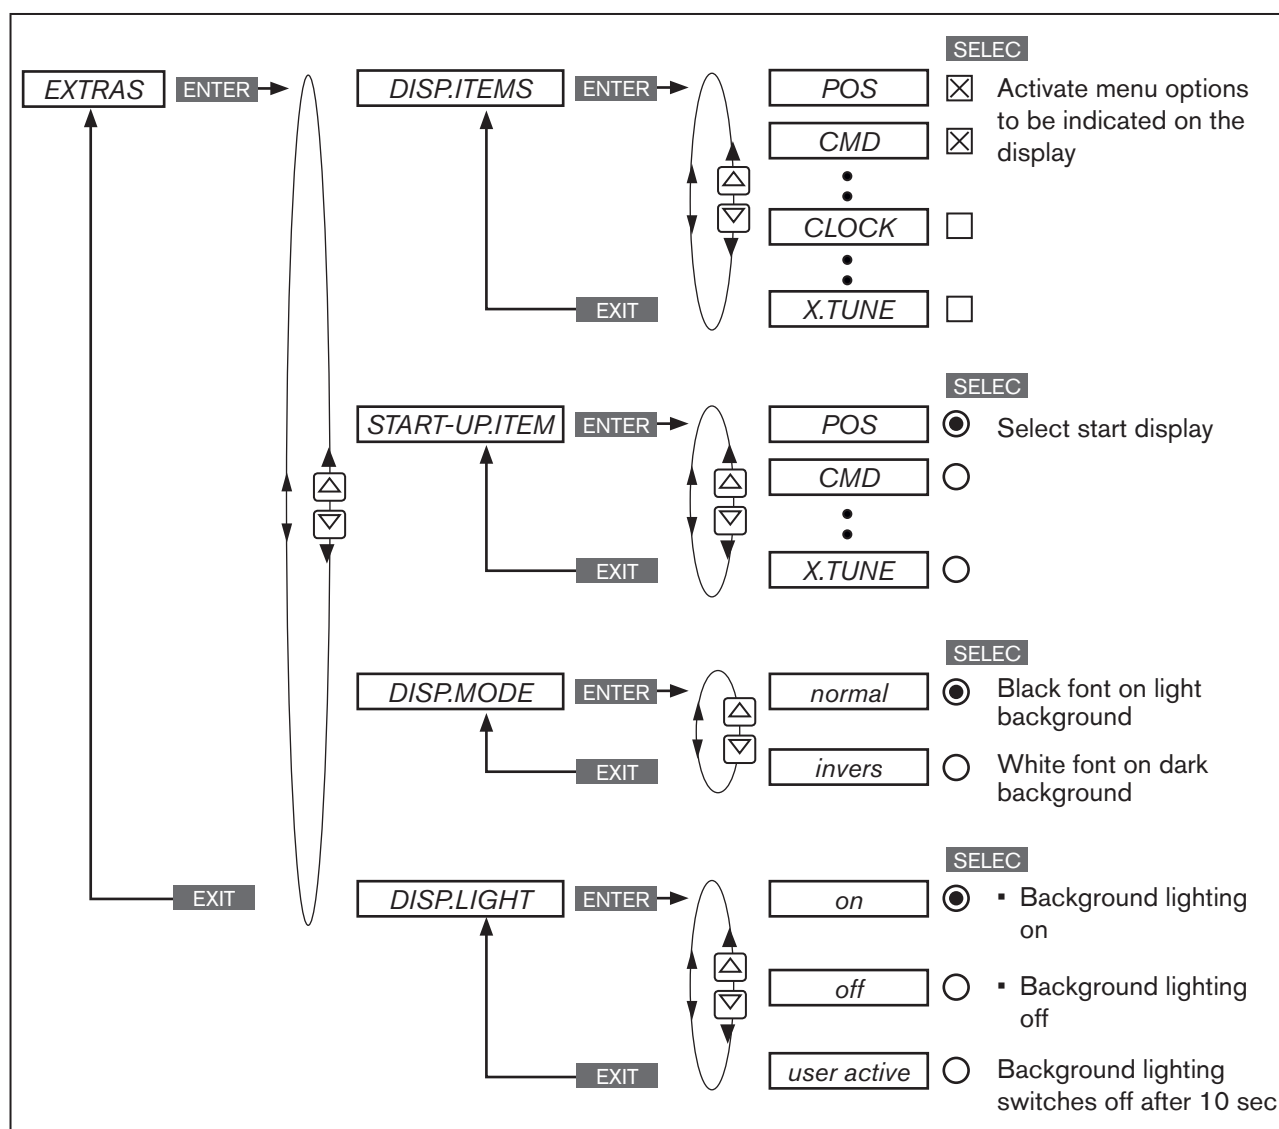 SELEC
EXTRAS ENTER DISP.ITEMS ENTER POS Activate menu options
to be indicated on the
CMD display
CLOCK
EXIT X.TUNE
SELEC
START-UP.ITEM ENTER POS Select start display
CMD
EXIT X.TUNE
SELEC
DISP.MODE ENTER normal Black font on light
background
EXIT invers White font on dark
background
SELEC
EXIT DISP.LIGHT ENTER on ▪ Background lighting
on
off ▪ Background lighting
off
EXIT user active Background lighting
switches off after 10 sec